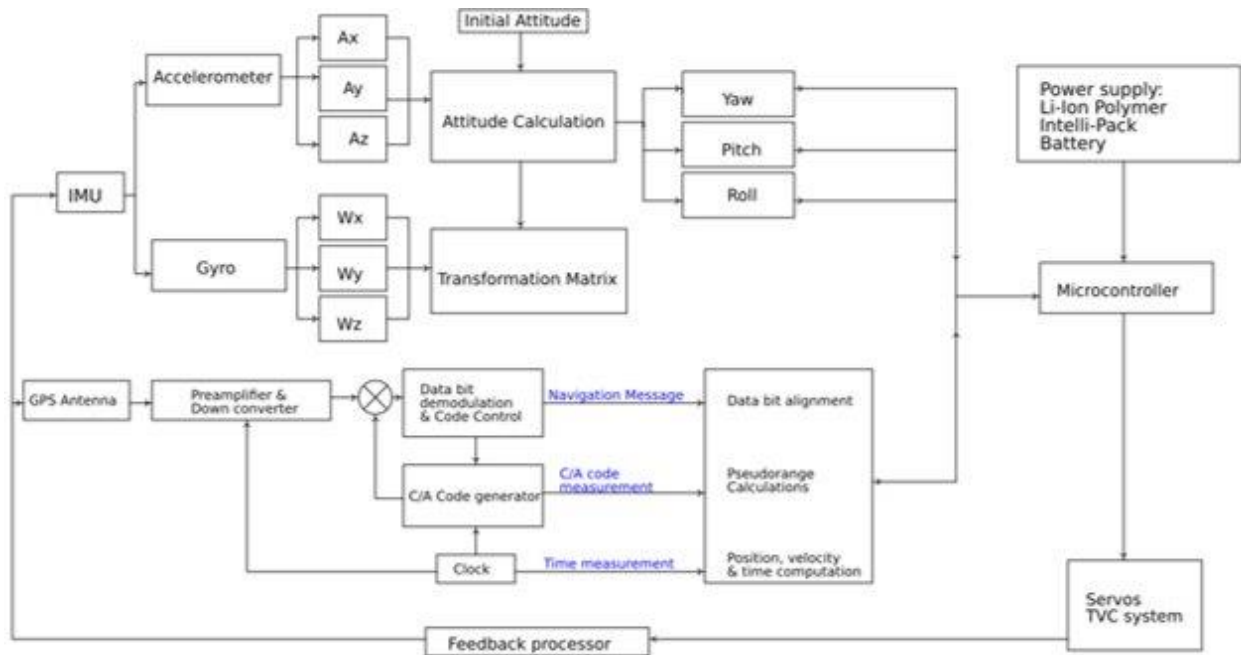 Initial Attitude
Accelerometer
Ax
Ay
Az
Attitude Calculation
Yaw
Pitch
Roll
Power supply:
Li-Ion Polymer
Intelli-Pack
Battery
IMU
Gyro
Wx
Wy
Wz
Transformation Matrix
Microcontroller
GPS Antenna
Preamplifier &
Down converter
Data bit
demodulation
& Code Control
Navigation Message
Data bit alignment
C/A Code generator
C/A code
measurement
Pseudorange
Calculations
Clock
Time measurement
Position, velocity
& time computation
Servos
TVC system
Feedback processor